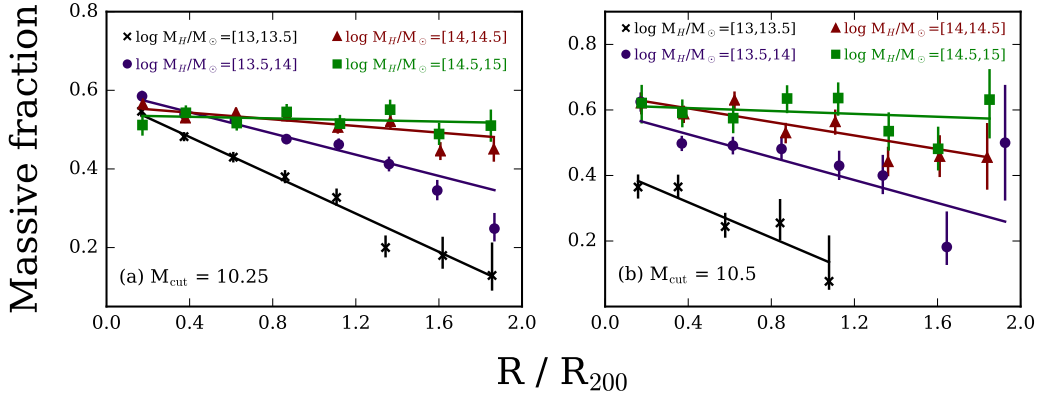 Massive fraction
0.8
0.6
0.4
0.2
× log M_H/M_⊙=[13,13.5]
log M_H/M_⊙=[14,14.5]
log M_H/M_⊙=[13.5,14]
log M_H/M_⊙=[14.5,15]
(a) M_cut = 10.25
0.0 0.4 0.8 1.2 1.6 2.0
0.8
0.6
0.4
0.2
× log M_H/M_⊙=[13,13.5]
log M_H/M_⊙=[14,14.5]
log M_H/M_⊙=[13.5,14]
log M_H/M_⊙=[14.5,15]
(b) M_cut = 10.5
0.0 0.4 0.8 1.2 1.6 2.0
R / R_200